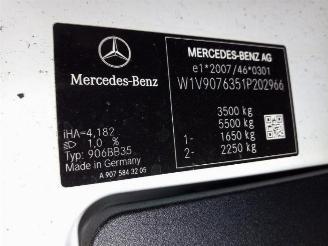 Mercedes-Benz
MERCEDES-BENZ AG
e1*2007/46*0301
W1V9076351P202966
3500 kg
5500 kg
1- 1650 kg
2- 2250 kg
iHA=4,182
1,0 %
Typ: 906BB35
Made in Germany
A 907 584 32 05